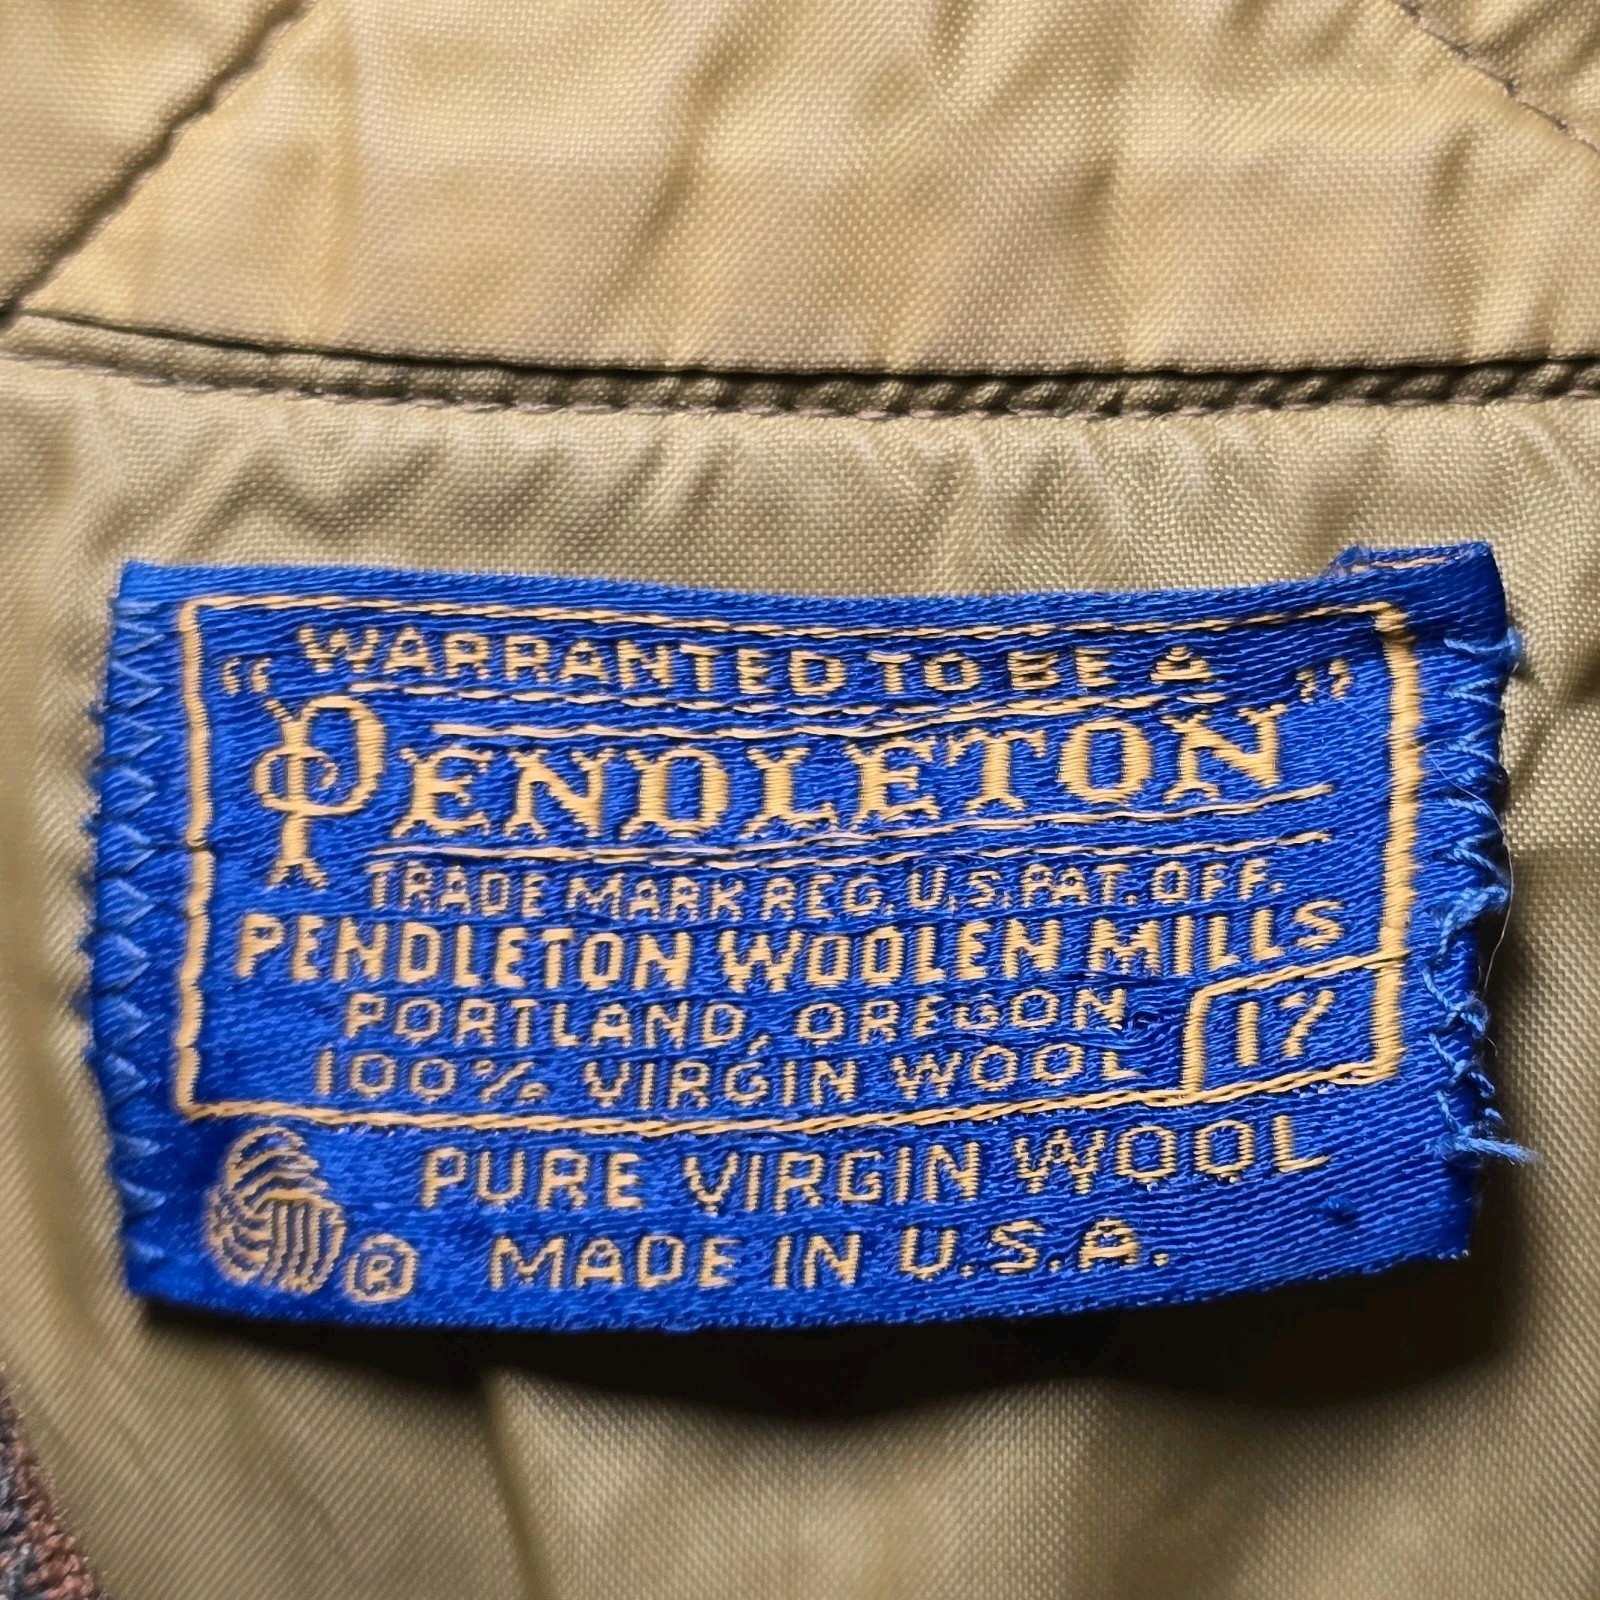 WARRANTED TO BE A
"PENDLETON"
TRADE MARK REG. U.S. PAT. OFF.
PENDLETON WOOLEN MILLS
PORTLAND, OREGON
100% VIRGIN WOOL 17
PURE VIRGIN WOOL
® MADE IN U.S.A.